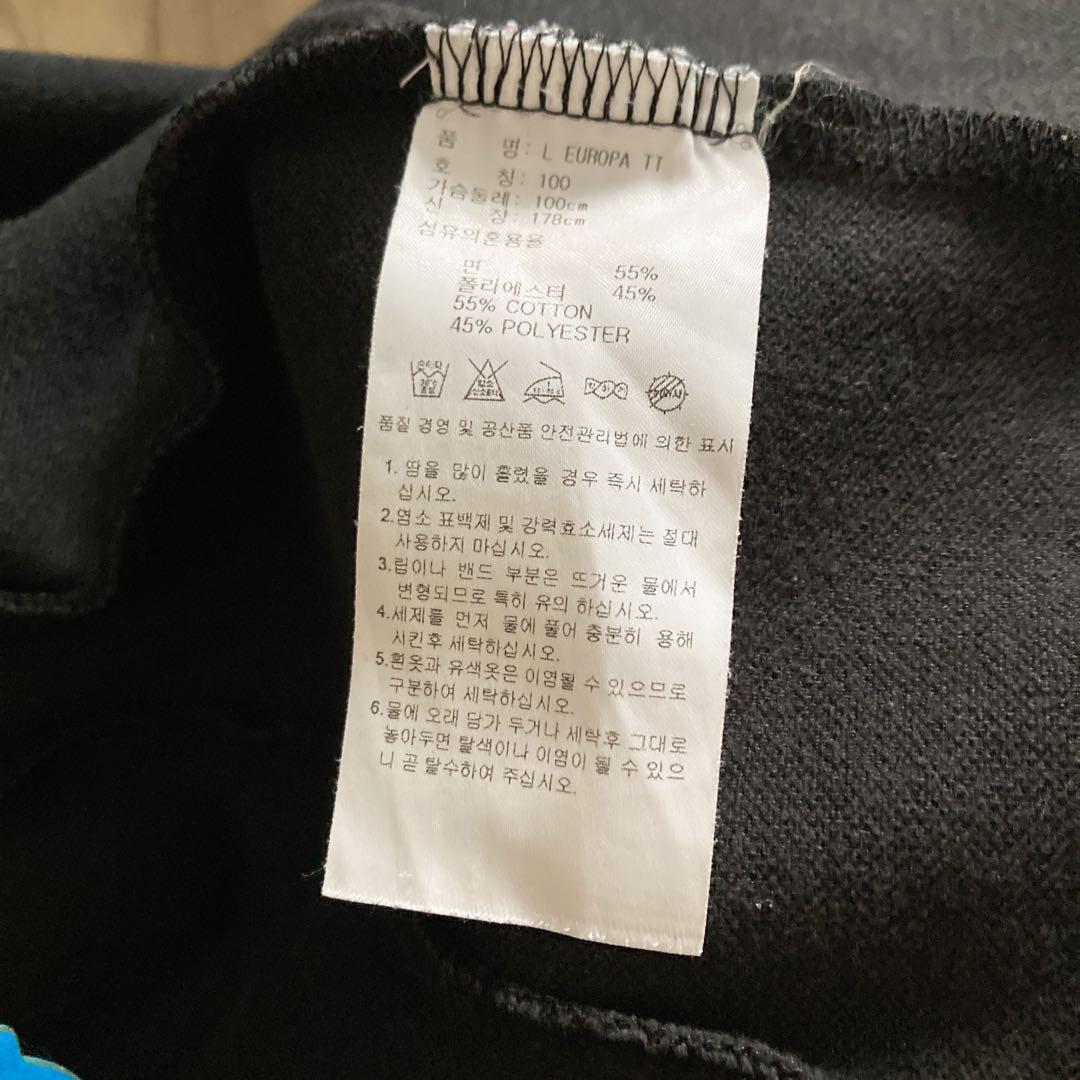 품 명: L EUROPA TT
호 칭: 100
가슴둘레: 100cm
신 장: 178cm
섬유의혼용율
면 55%
폴리에스터 45%
55% COTTON
45% POLYESTER
품질 경영 및 공산품 안전관리법에 의한 표시
1. 땀을 많이 흘렸을 경우 즉시 세탁하
십시오.
2.염소 표백제 및 강력효소세제는 절대
사용하지 마십시오.
3.립이나 밴드 부분은 뜨거운 물에서
변형되므로 특히 유의 하십시오.
4.세제를 먼저 물에 풀어 충분히 용해
시킨후 세탁하십시오.
5.흰옷과 유색옷은 이염될 수 있으므로
구분하여 세탁하십시오.
6.물에 오래 담가 두거나 세탁후 그대로
놓아두면 탈색이나 이염이 될 수 있으
니 곧 탈수하여 주십시오.